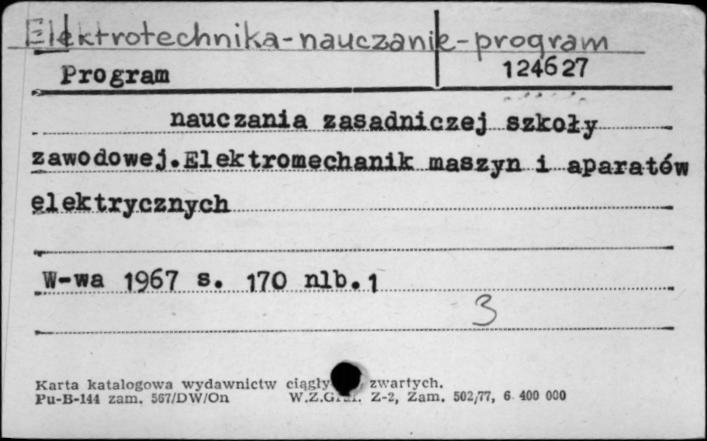 Elektrotechnika-nauczanie-program
Program 124627
nauczania zasadniczej szkoły
zawodowej.Elektromechanik maszyn i aparatów
elektrycznych
W-wa 1967 s. 170 nlb.1
3
Karta katalogowa wydawnictw zwartych.
Pu-B-144 zam. 567/DW/On W.Z.Graf. Z-2, Zam. 502/77, 6 400 000